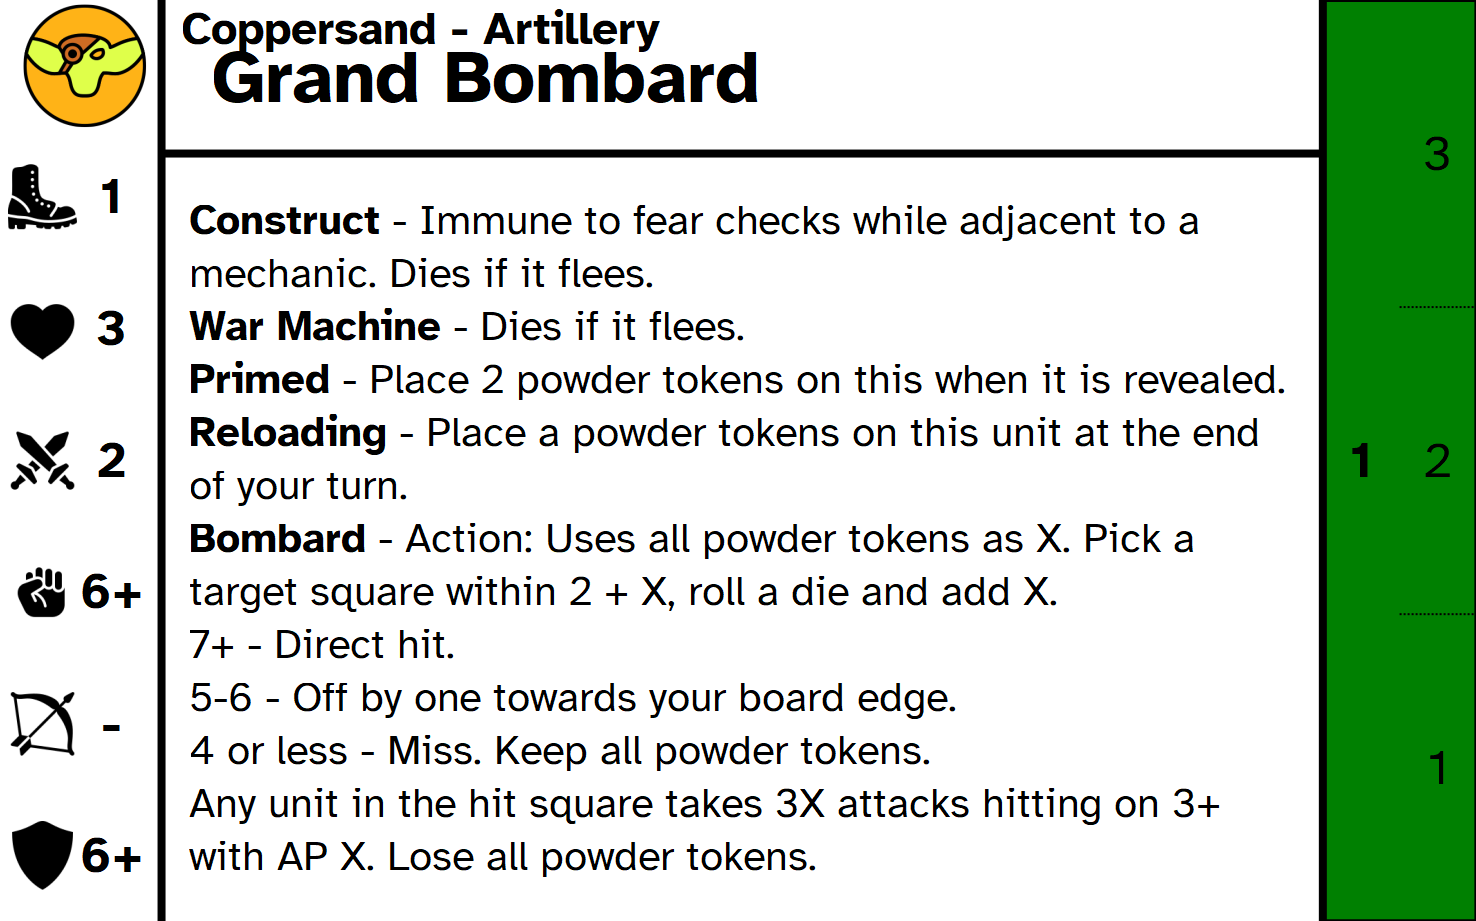 Coppersand - Artillery
Grand Bombard
1
3
2
6+
-
6+
Construct - Immune to fear checks while adjacent to a
mechanic. Dies if it flees.
War Machine - Dies if it flees.
Primed - Place 2 powder tokens on this when it is revealed.
Reloading - Place a powder tokens on this unit at the end
of your turn.
Bombard - Action: Uses all powder tokens as X. Pick a
target square within 2 + X, roll a die and add X.
7+ - Direct hit.
5-6 - Off by one towards your board edge.
4 or less - Miss. Keep all powder tokens.
Any unit in the hit square takes 3X attacks hitting on 3+
with AP X. Lose all powder tokens.
3
1 2
1